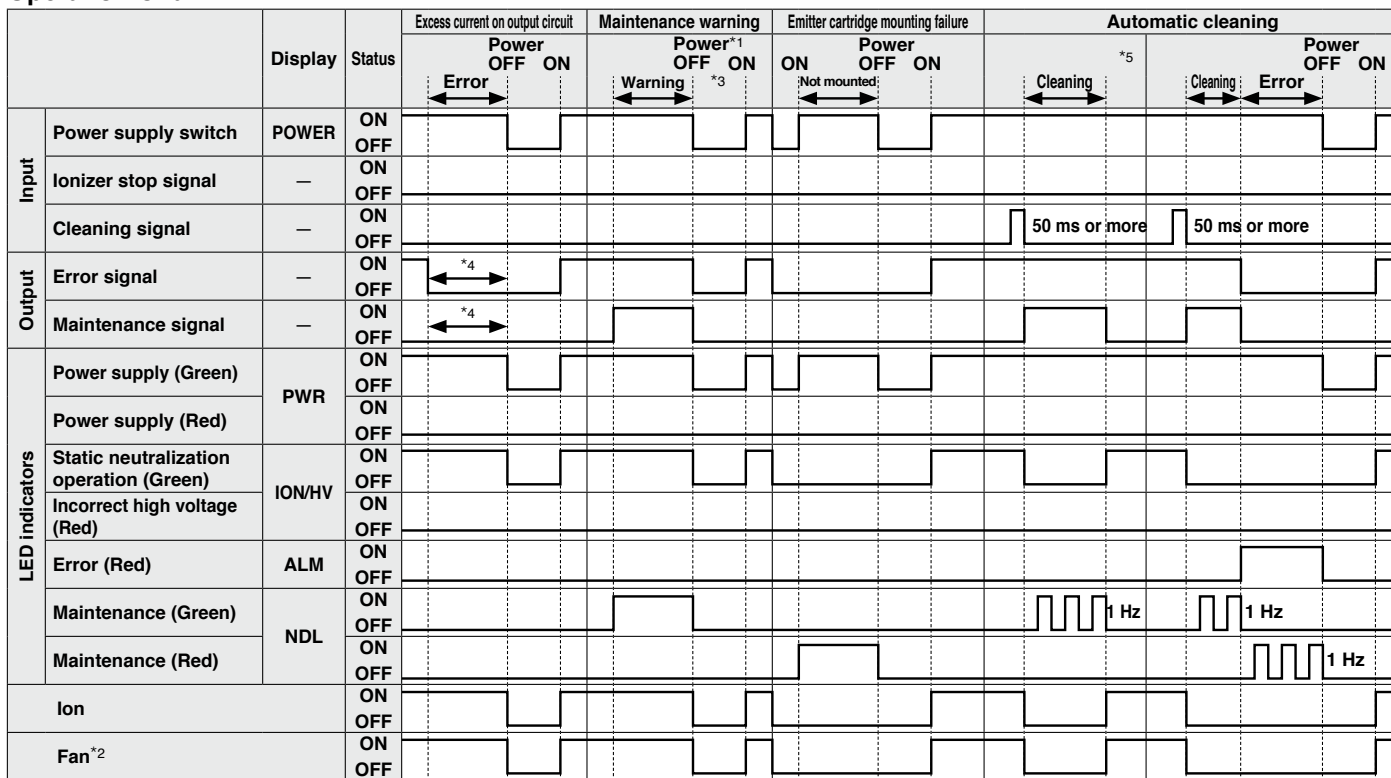 Excess current on output circuit
Maintenance warning
Emitter cartridge mounting failure
Automatic cleaning
Display
Status
Power
OFF ON
Error
Power*1
OFF ON
Warning
*3
ON
Power
OFF ON
Not mounted
Cleaning
*5
Cleaning
Error
Power
OFF ON
Input
Power supply switch
POWER
ON
OFF
Ionizer stop signal
—
ON
OFF
Cleaning signal
—
ON
OFF
50 ms or more
50 ms or more
Output
Error signal
—
ON
OFF
*4
Maintenance signal
—
ON
OFF
*4
LED indicators
Power supply (Green)
PWR
ON
OFF
Power supply (Red)
ON
OFF
Static neutralization
operation (Green)
ION/HV
ON
OFF
Incorrect high voltage
(Red)
ON
OFF
Error (Red)
ALM
ON
OFF
Maintenance (Green)
NDL
ON
OFF
1 Hz
1 Hz
Maintenance (Red)
ON
OFF
1 Hz
Ion
ON
OFF
Fan*2
ON
OFF